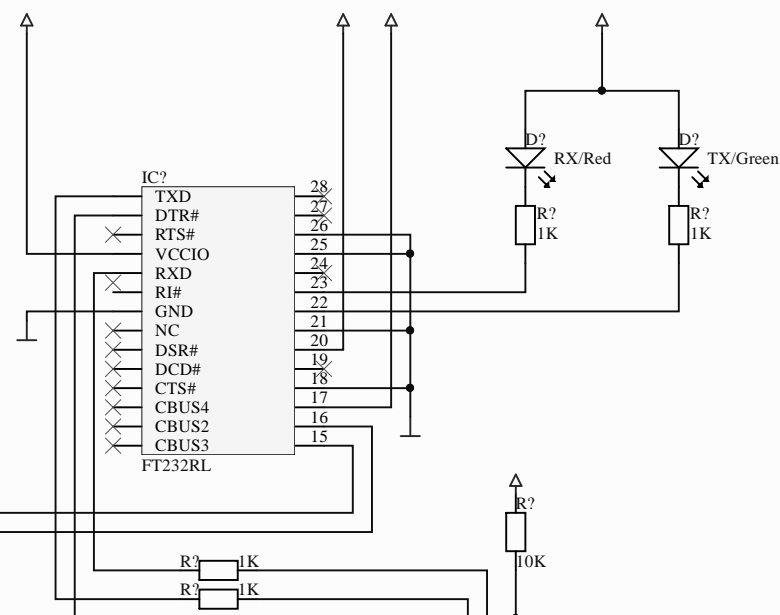 D?
RX/Red
D?
TX/Green
IC?
TXD
28
DTR#
27
RTS#
26
VCCIO
25
RXD
24
RI#
23
GND
22
NC
21
DSR#
20
DCD#
19
CTS#
18
CBUS4
17
CBUS2
16
CBUS3
15
FT232RL
R?
1K
R?
1K
R?
10K
R?
1K
R?
1K